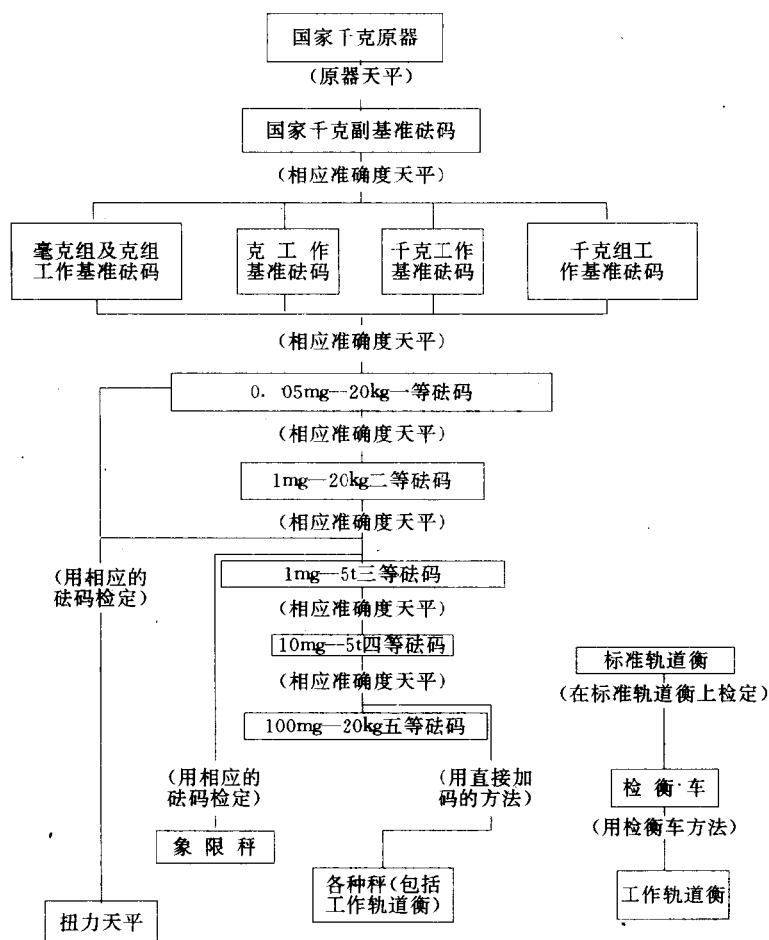 国家千克原器
(原器天平)
国家千克副基准砝码
(相应准确度天平)
毫克组及克组
工作基准砝码
克工作
基准砝码
千克工作
基准砝码
千克组工
作基准砝码
(相应准确度天平)
0.05mg--20kg一等砝码
(相应准确度天平)
1mg—20kg二等砝码
(相应准确度天平)
(用相应的
砝码检定)
1mg—5t三等砝码
(相应准确度天平)
10mg--5t四等砝码
(相应准确度天平)
100mg—20kg五等砝码
(用相应的
砝码检定)
象限秤
(用直接加
码的方法)
各种秤(包括
工作轨道衡)
扭力天平
标准轨道衡
(在标准轨道衡上检定)
检衡车
(用检衡车方法)
工作轨道衡